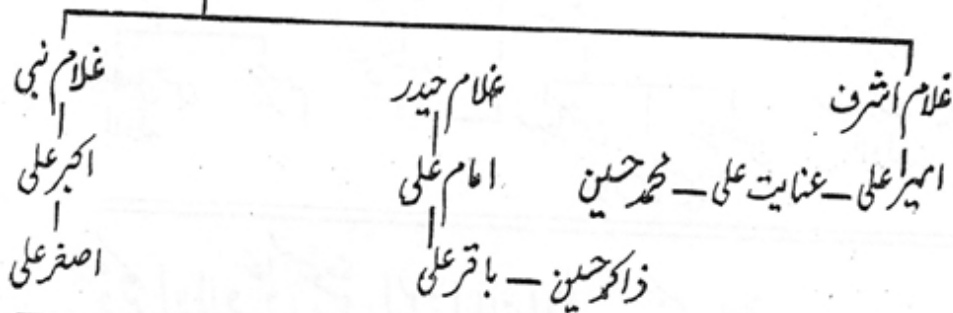 غلام اشرف غلام حیدر غلام نبی
امیر علی – عنایت علی – محمد حسین امام علی اکبر علی
ذاکر حسین – باقر علی اصغر علی